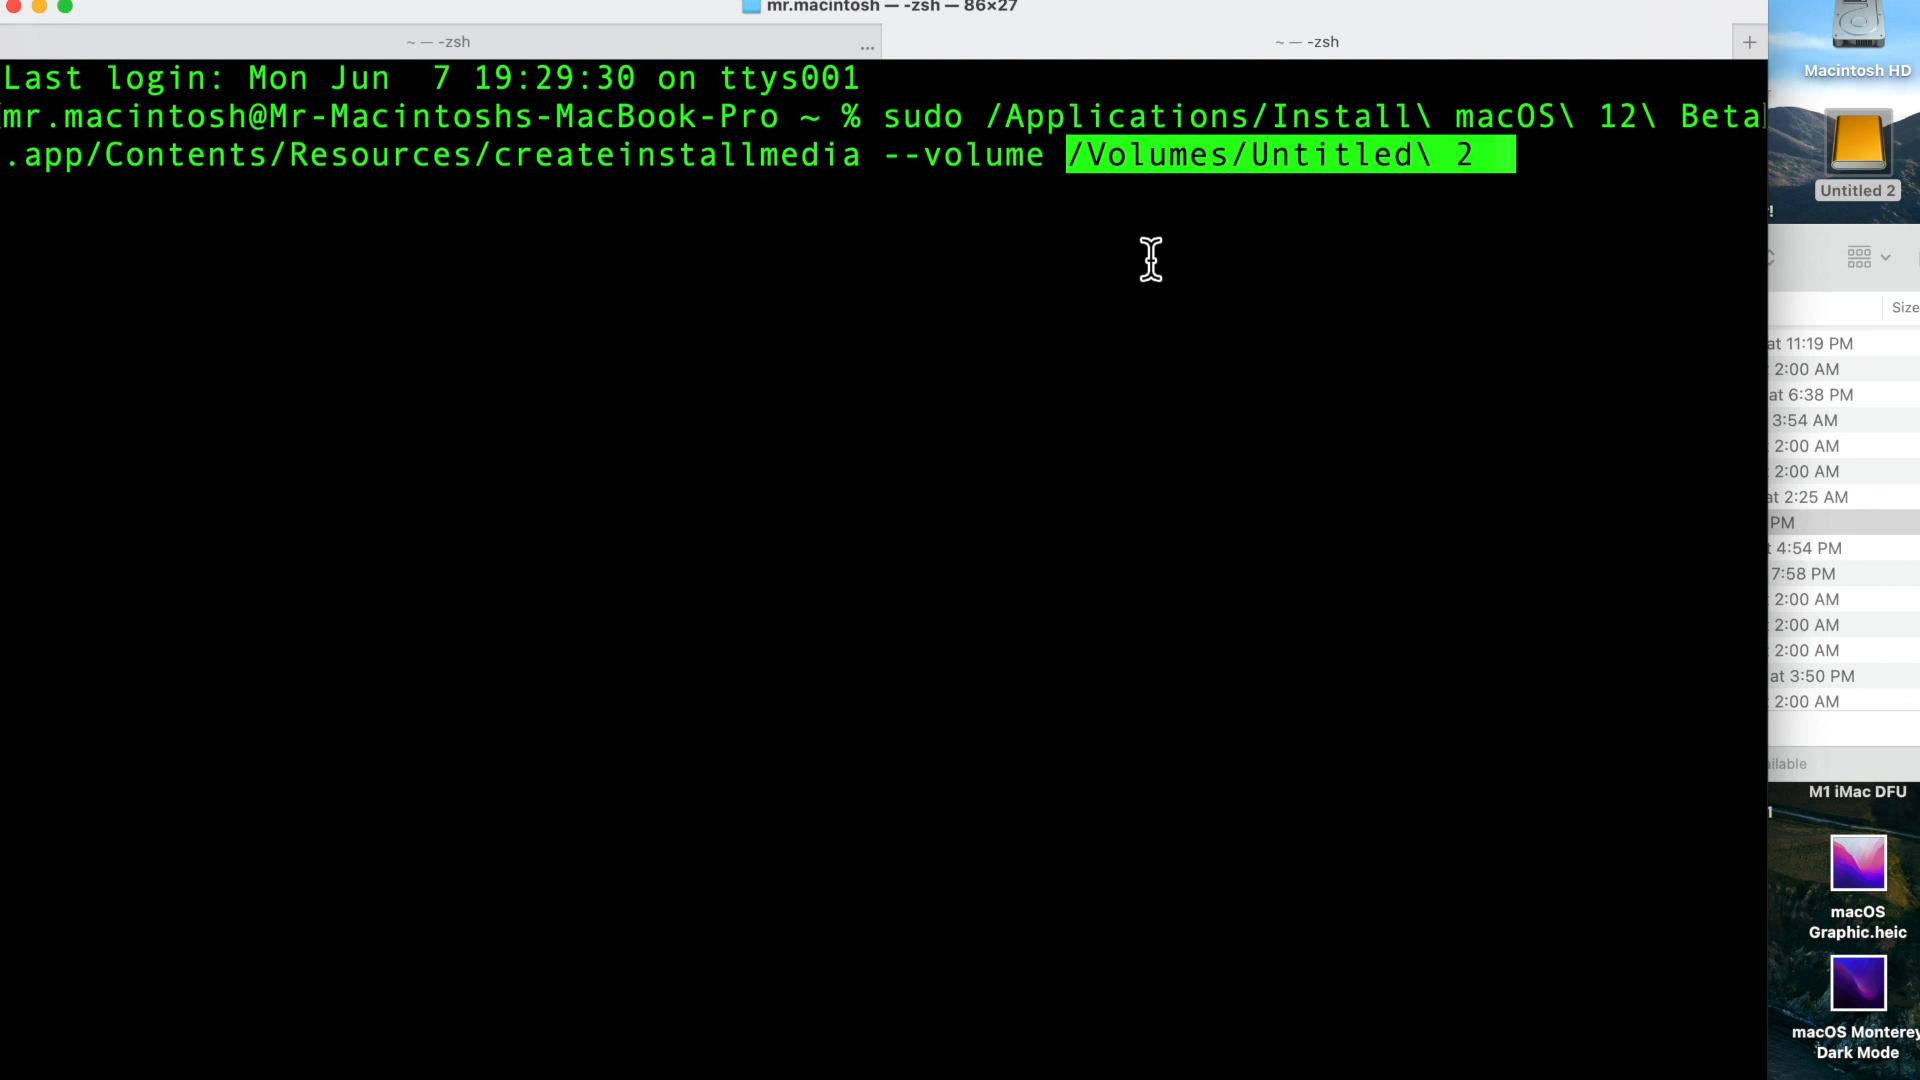 mr.macintosh — -zsh — 86×27
~ — -zsh
...
~ — -zsh
Last login: Mon Jun  7 19:29:30 on ttys001
mr.macintosh@Mr-Macintoshs-MacBook-Pro ~ % sudo /Applications/Install\ macOS\ 12\ Beta
.app/Contents/Resources/createinstallmedia --volume /Volumes/Untitled\ 2
Macintosh HD
Untitled 2
Size
at 11:19 PM
2:00 AM
at 6:38 PM
3:54 AM
2:00 AM
2:00 AM
at 2:25 AM
PM
4:54 PM
7:58 PM
2:00 AM
2:00 AM
2:00 AM
at 3:50 PM
2:00 AM
M1 iMac DFU
macOS
Graphic.heic
macOS Monterey
Dark Mode